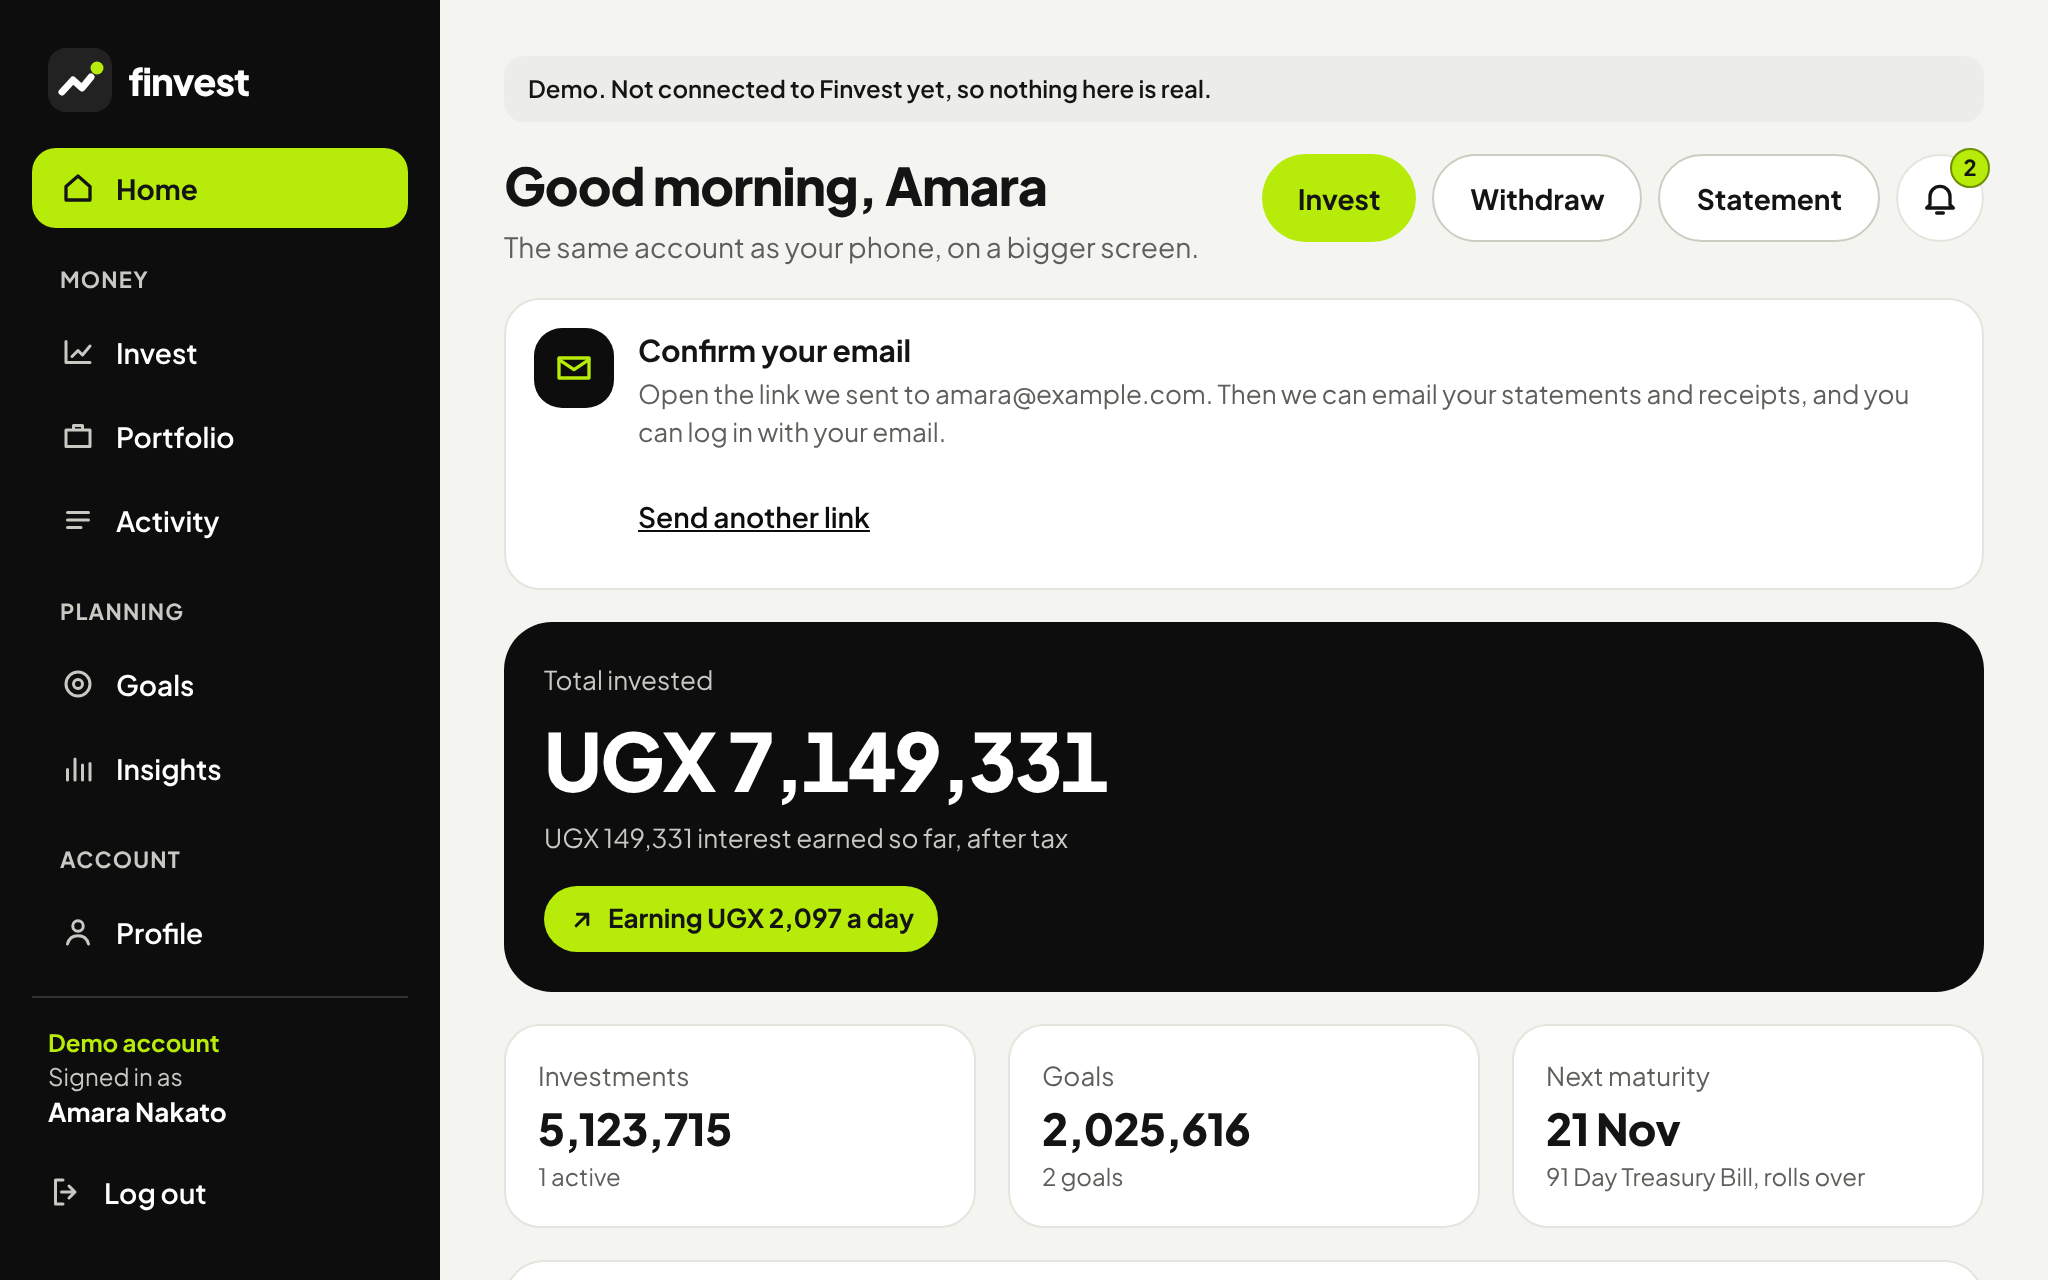 finvest
Home
MONEY
Invest
Portfolio
Activity
PLANNING
Goals
Insights
ACCOUNT
Profile
Demo account
Signed in as
Amara Nakato
Log out
Demo. Not connected to Finvest yet, so nothing here is real.
Good morning, Amara
The same account as your phone, on a bigger screen.
Invest
Withdraw
Statement
2
Confirm your email
Open the link we sent to amara@example.com. Then we can email your statements and receipts, and you
can log in with your email.
Send another link
Total invested
UGX 7,149,331
UGX 149,331 interest earned so far, after tax
Earning UGX 2,097 a day
Investments
5,123,715
1 active
Goals
2,025,616
2 goals
Next maturity
21 Nov
91 Day Treasury Bill, rolls over